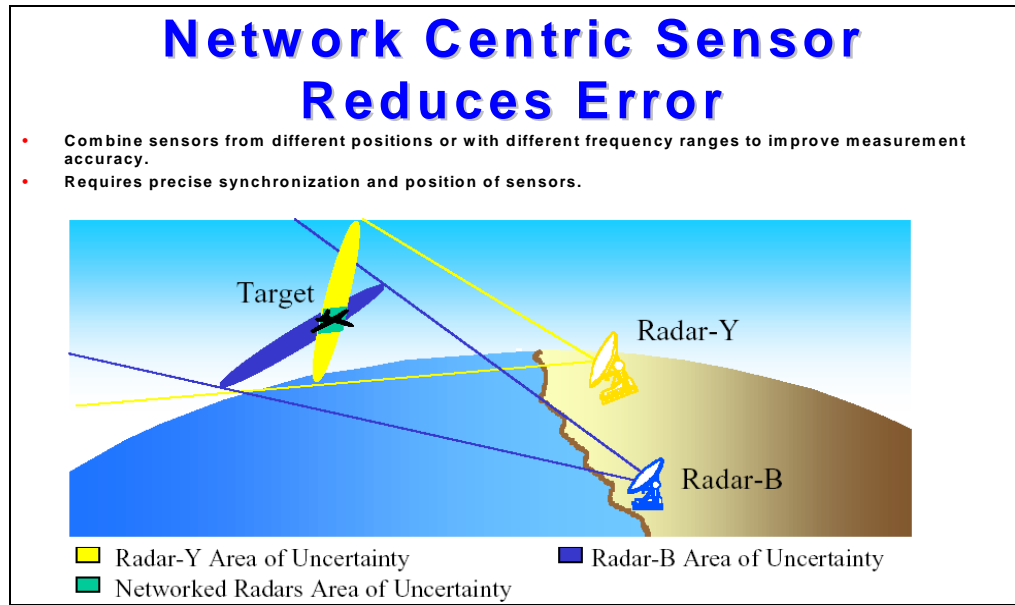 Network Centric Sensor
Reduces Error
• Combine sensors from different positions or with different frequency ranges to improve measurement
accuracy.
• Requires precise synchronization and position of sensors.
Target
Radar-Y
Radar-B
Radar-Y Area of Uncertainty
Radar-B Area of Uncertainty
Networked Radars Area of Uncertainty